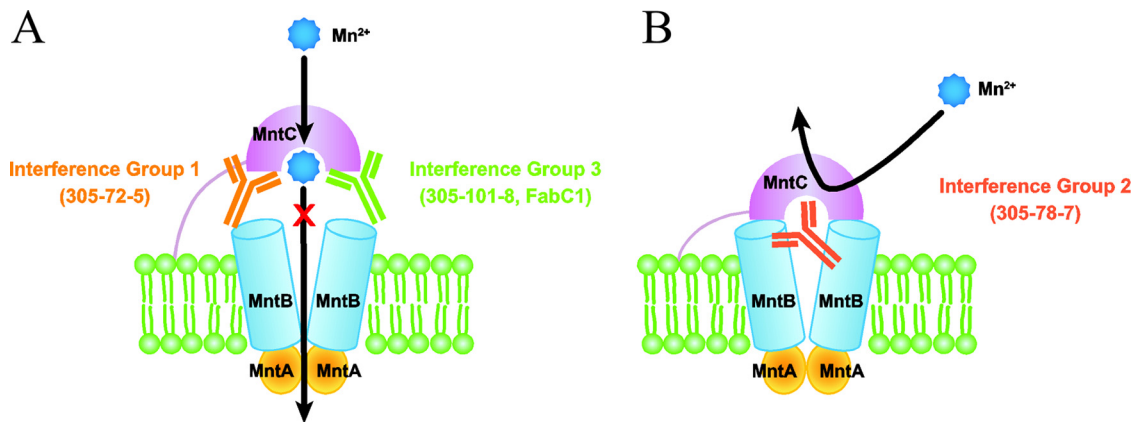 A
Mn²⁺
MntC
Interference Group 1
(305-72-5)
Interference Group 3
(305-101-8, FabC1)
X
MntB
MntB
MntA
MntA
B
Mn²⁺
MntC
Interference Group 2
(305-78-7)
MntB
MntB
MntA
MntA